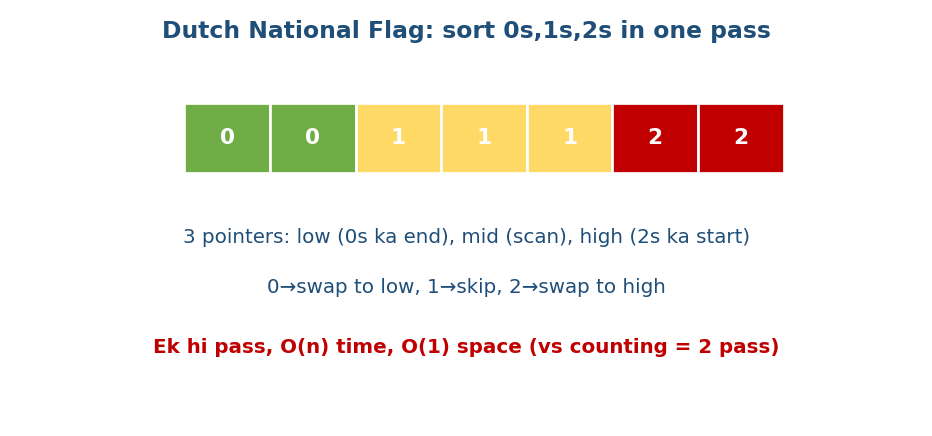 Dutch National Flag: sort 0s,1s,2s in one pass
0 0 1 1 1 2 2
3 pointers: low (0s ka end), mid (scan), high (2s ka start)
0→swap to low, 1→skip, 2→swap to high
Ek hi pass, O(n) time, O(1) space (vs counting = 2 pass)